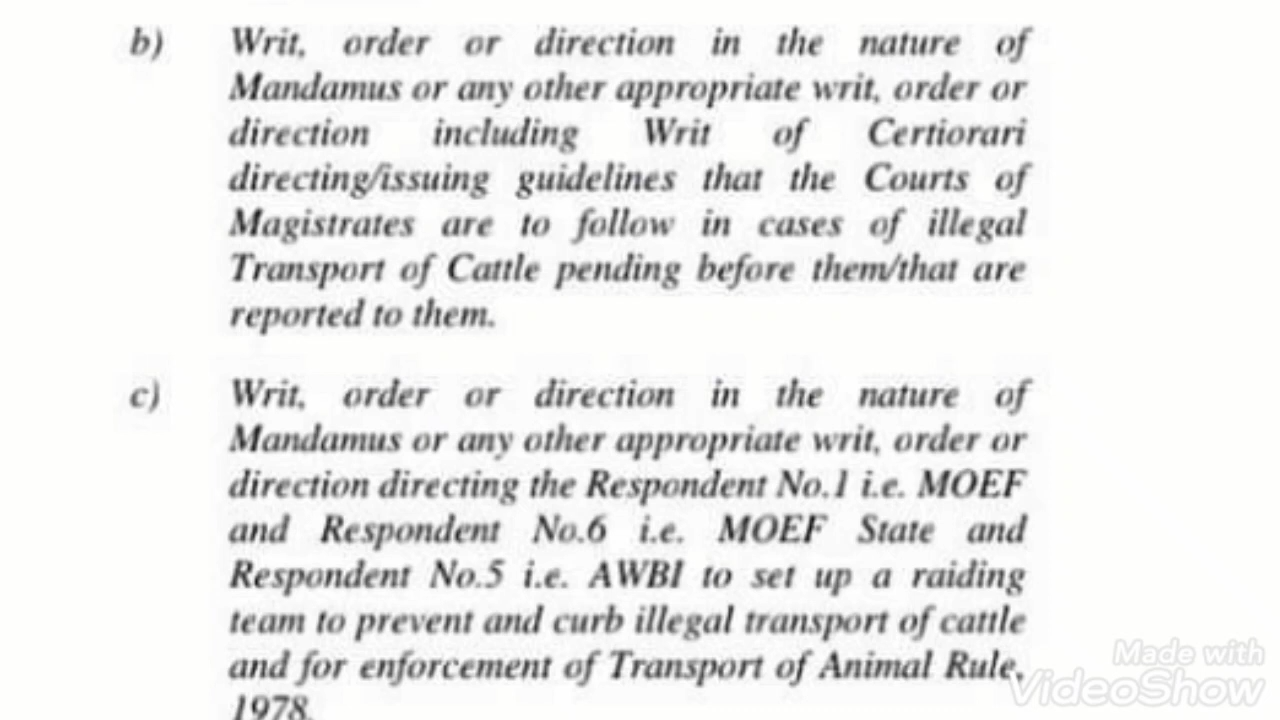 b) Writ, order or direction in the nature of
Mandamus or any other appropriate writ, order or
direction including Writ of Certiorari
directing/issuing guidelines that the Courts of
Magistrates are to follow in cases of illegal
Transport of Cattle pending before them/that are
reported to them.
c) Writ, order or direction in the nature of
Mandamus or any other appropriate writ, order or
direction directing the Respondent No.1 i.e. MOEF
and Respondent No.6 i.e. MOEF State and
Respondent No.5 i.e. AWBI to set up a raiding
team to prevent and curb illegal transport of cattle
and for enforcement of Transport of Animal Rule,
1978.
Made with
VideoShow